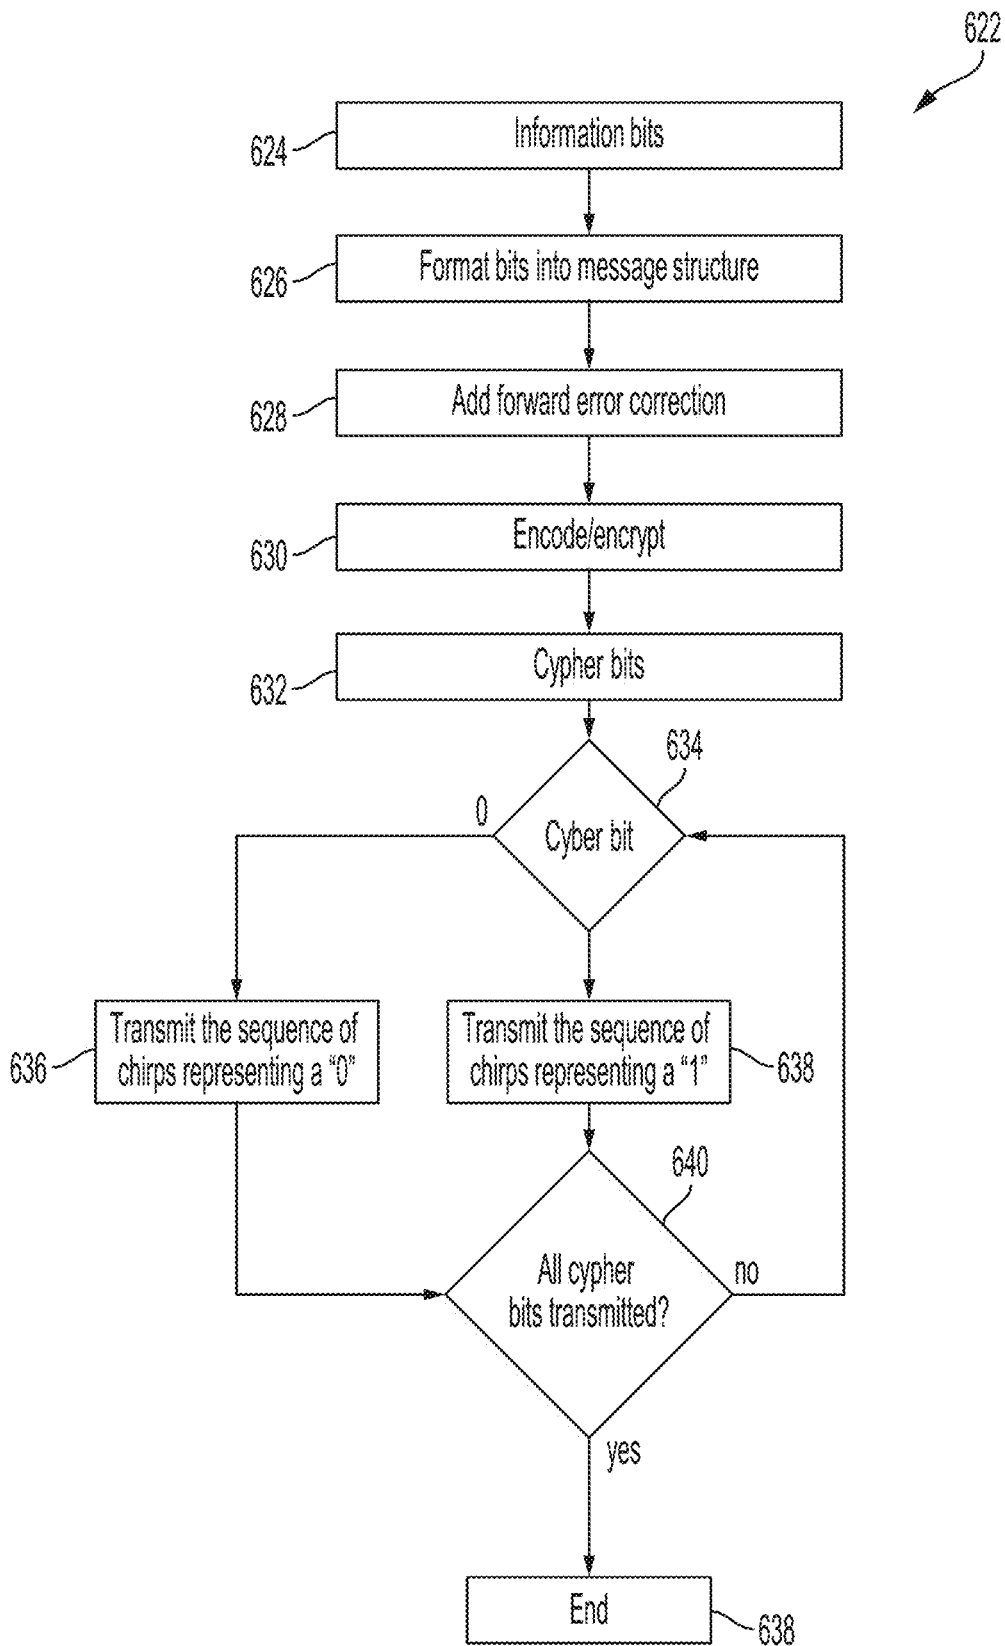 622
Information bits
624
Format bits into message structure
626
Add forward error correction
628
Encode/encrypt
630
Cypher bits
632
634
0
Cyber bit
Transmit the sequence of
chirps representing a “0”
636
Transmit the sequence of
chirps representing a “1”
638
640
All cypher
bits transmitted?
no
yes
End
638